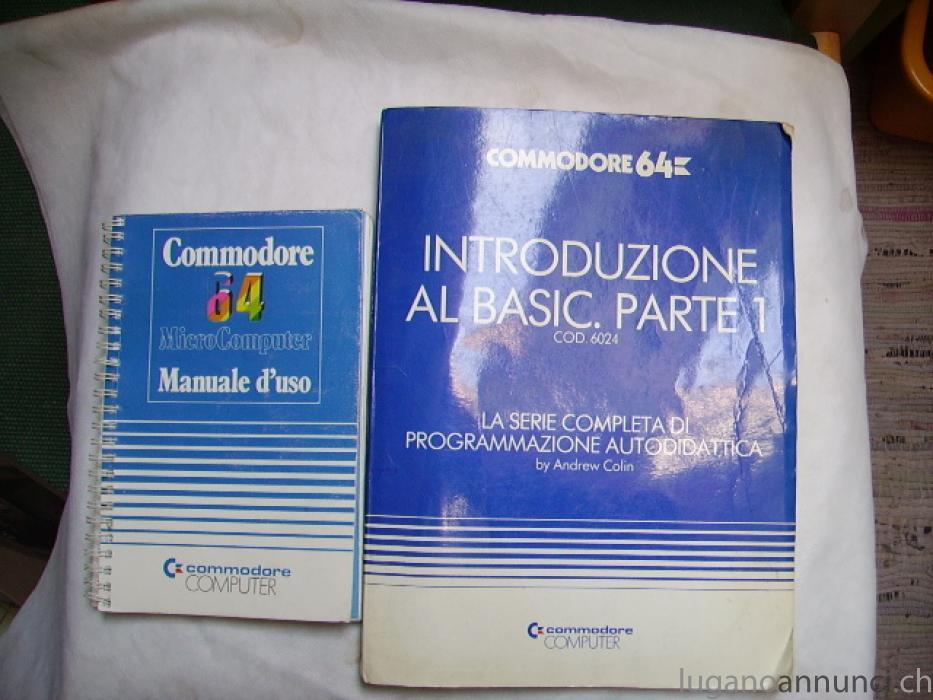 Commodore
64
MicroComputer
Manuale d'uso
commodore
COMPUTER
COMMODORE 64
INTRODUZIONE
AL BASIC. PARTE 1
COD. 6024
LA SERIE COMPLETA DI
PROGRAMMAZIONE AUTODIDATTICA
by Andrew Colin
commodore
COMPUTER
luganoannunci.ch